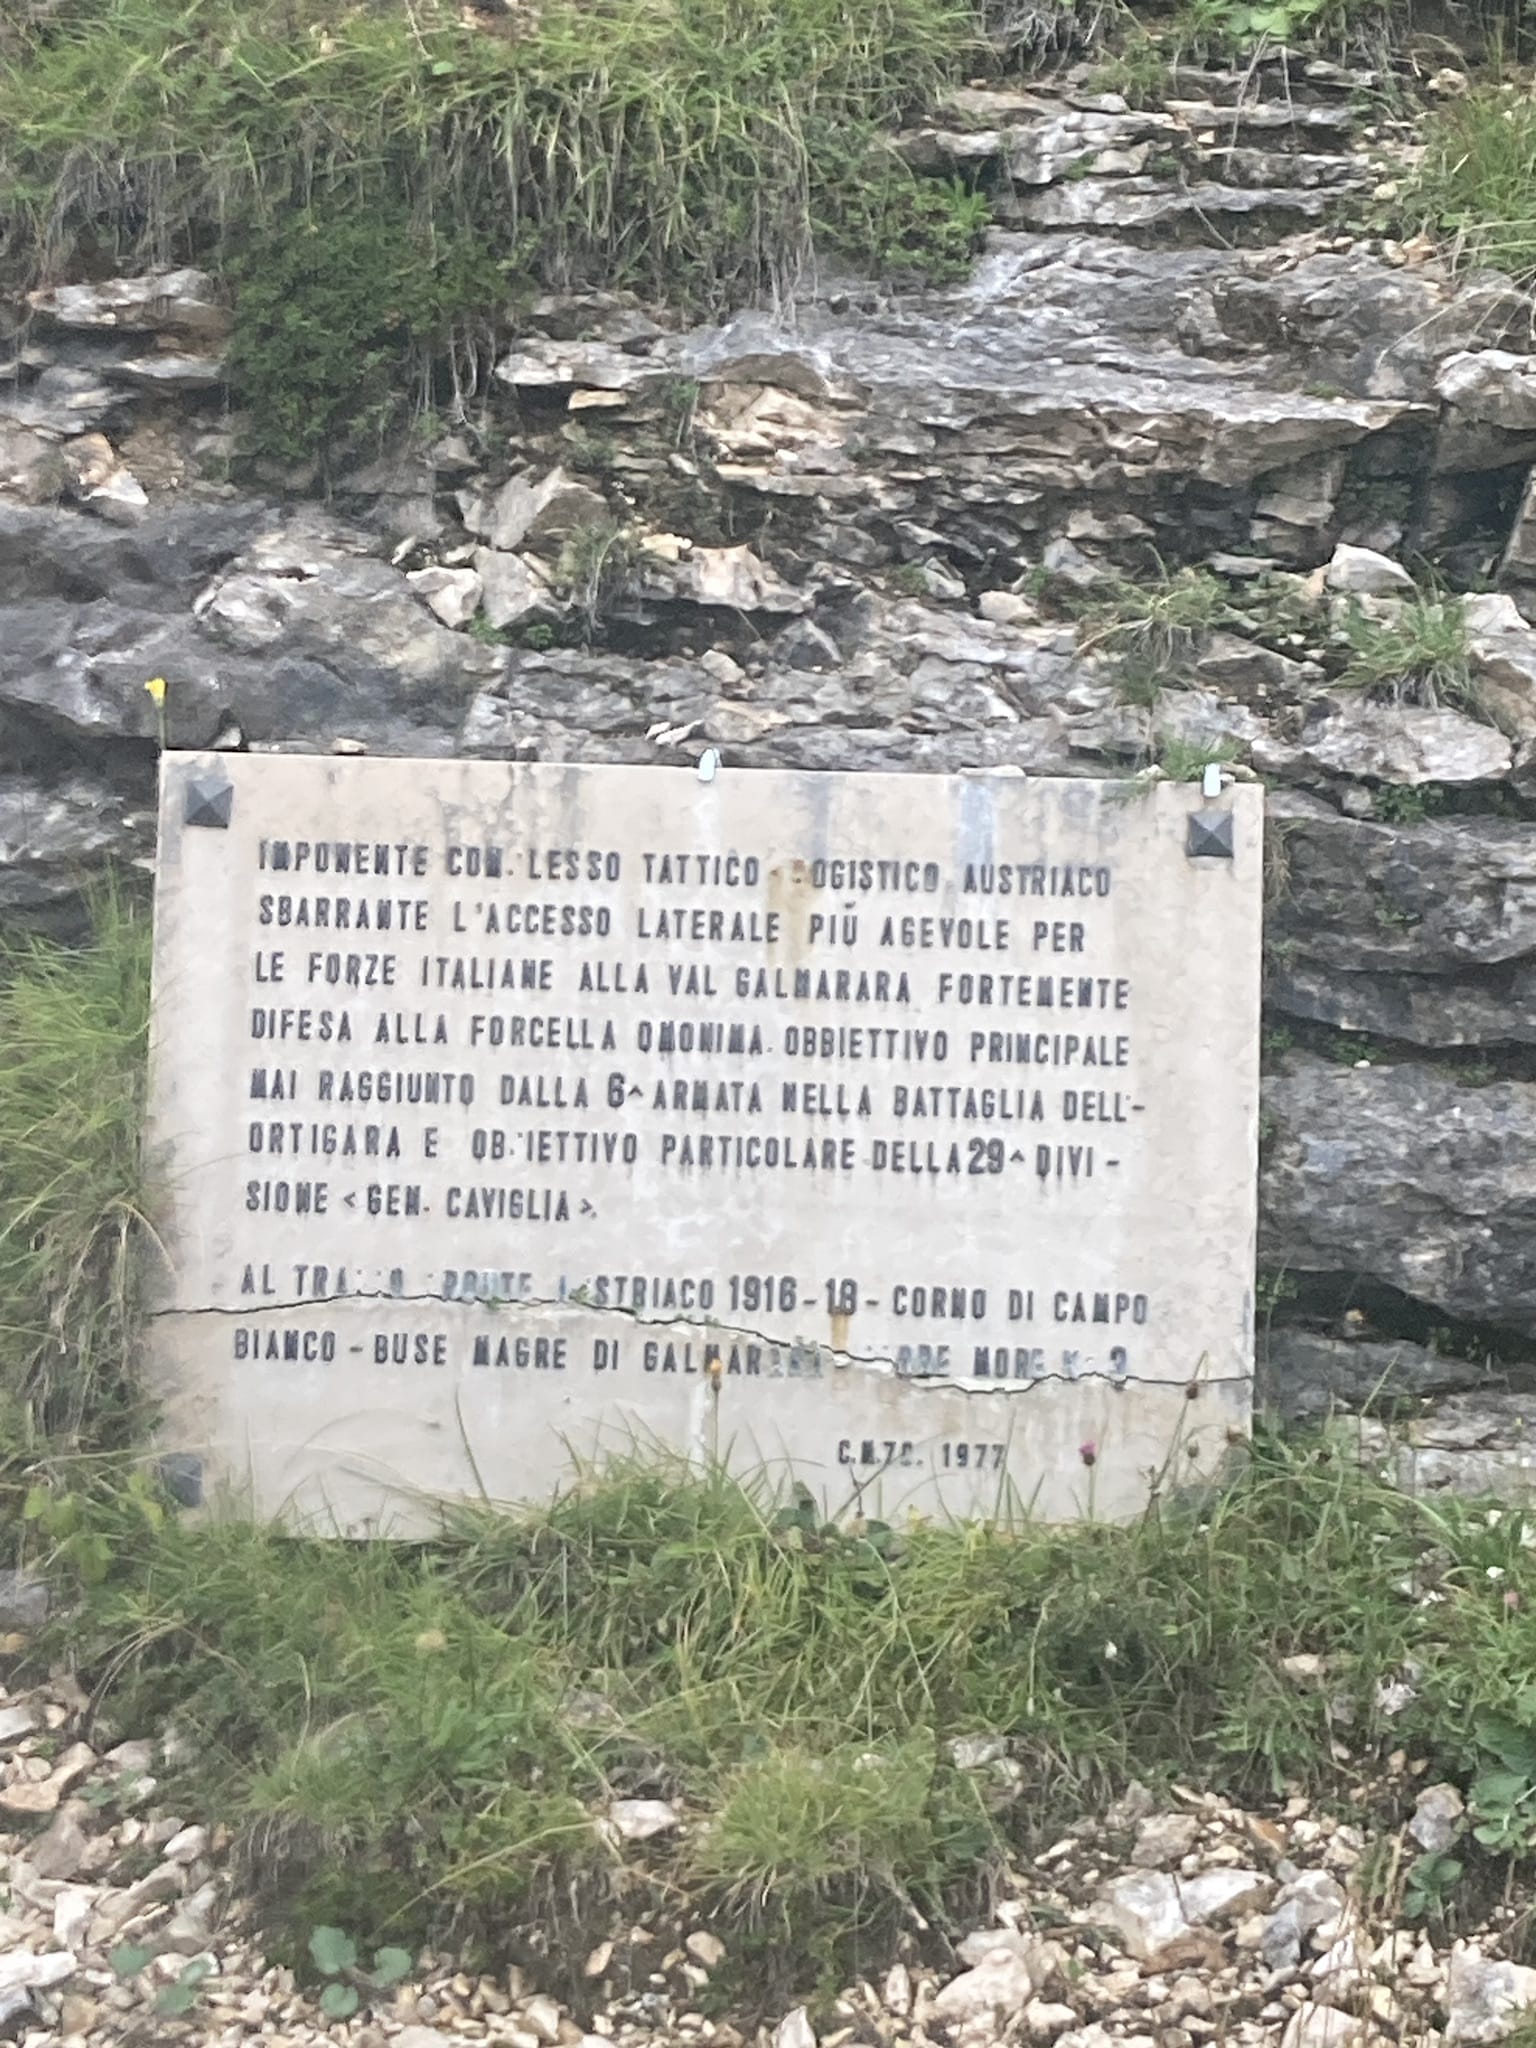 IMPONENTE COM.LESSO TATTICO .OGISTICO AUSTRIACO
SBARRANTE L'ACCESSO LATERALE PIÙ AGEVOLE PER
LE FORZE ITALIANE ALLA VAL GALMARARA FORTEMENTE
DIFESA ALLA FORCELLA OMONIMA. OBBIETTIVO PRINCIPALE
MAI RAGGIUNTO DALLA 6^ ARMATA NELLA BATTAGLIA DELL'-
ORTIGARA E OB.IETTIVO PARTICOLARE DELLA 29^ DIVI-
SIONE <GEN. CAVIGLIA>.
AL 1916-18 - CORNO DI CAMPO
BIANCO - BUSE MAGRE DI MORE
1977